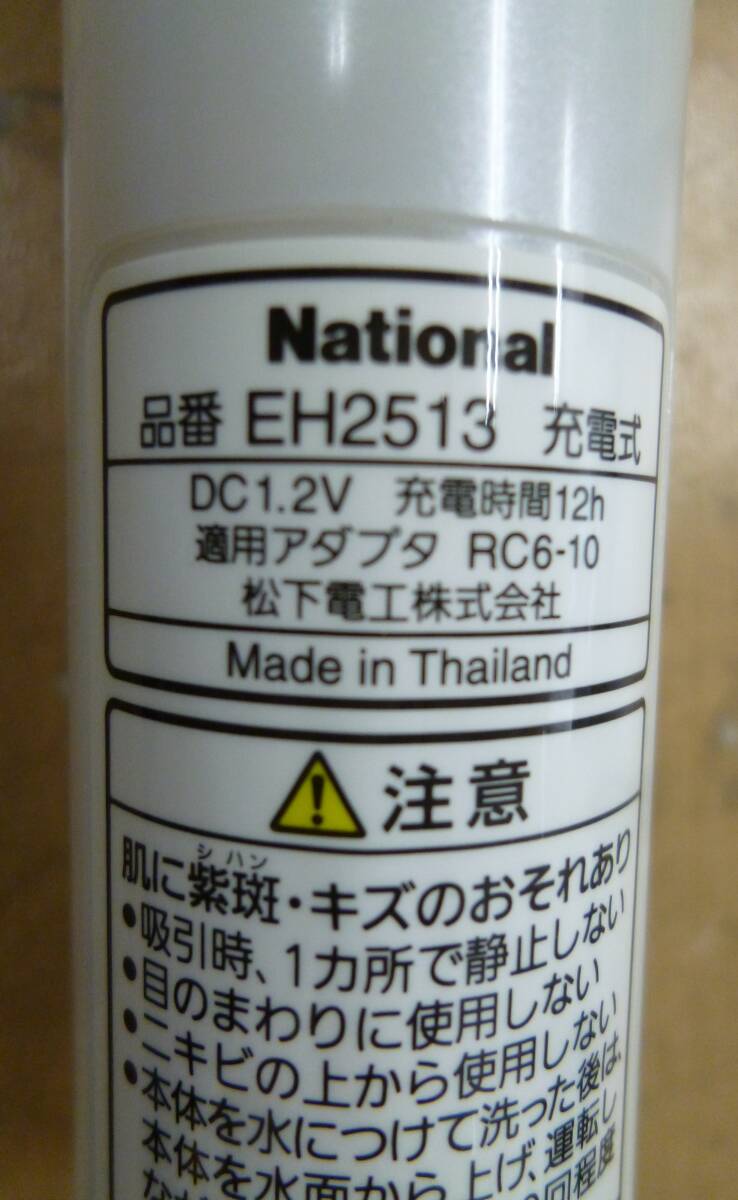 National
品番 EH2513 充電式
DC1.2V 充電時間12h
適用アダプタ RC6-10
松下電工株式会社
Made in Thailand
注意
シハン
肌に紫斑・キズのおそれあり
•吸引時、1カ所で静止しない
•目のまわりに使用しない
•ニキビの上から使用しない
•本体を水につけて洗った後は、
本体を水面から上げ、運転し
回程度